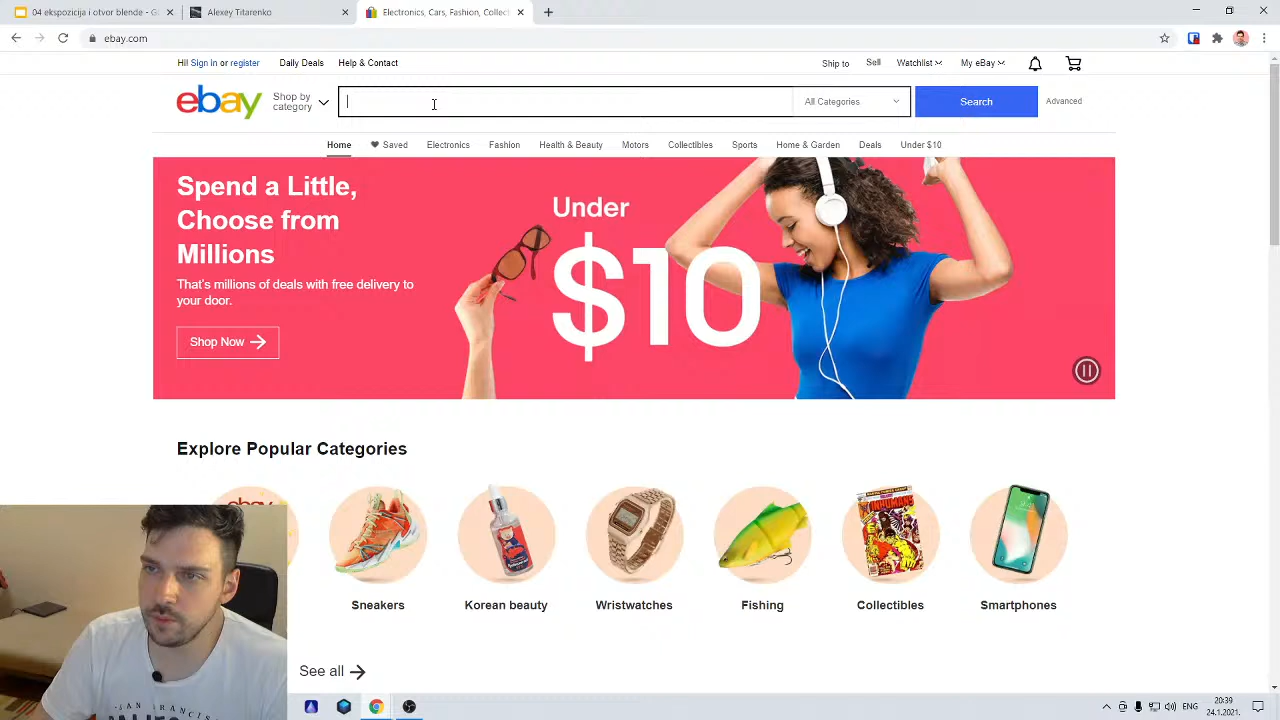 04 ekspozicija i otvor blende - G
Alexey Titarenko
Electronics, Cars, Fashion, Collect
ebay.com
Hi! Sign in or register
Daily Deals
Help & Contact
Ship to
Sell
Watchlist
My eBay
ebay
Shop by
category
All Categories
Search
Advanced
Home
Saved
Electronics
Fashion
Health & Beauty
Motors
Collectibles
Sports
Home & Garden
Deals
Under $10
Spend a Little,
Choose from
Millions
That's millions of deals with free delivery to
your door.
Shop Now
Under
$10
Explore Popular Categories
Sneakers
Korean beauty
Wristwatches
Fishing
Collectibles
Smartphones
See all
SAN FRANCISCO
ENG
20:39
24.1.2021.